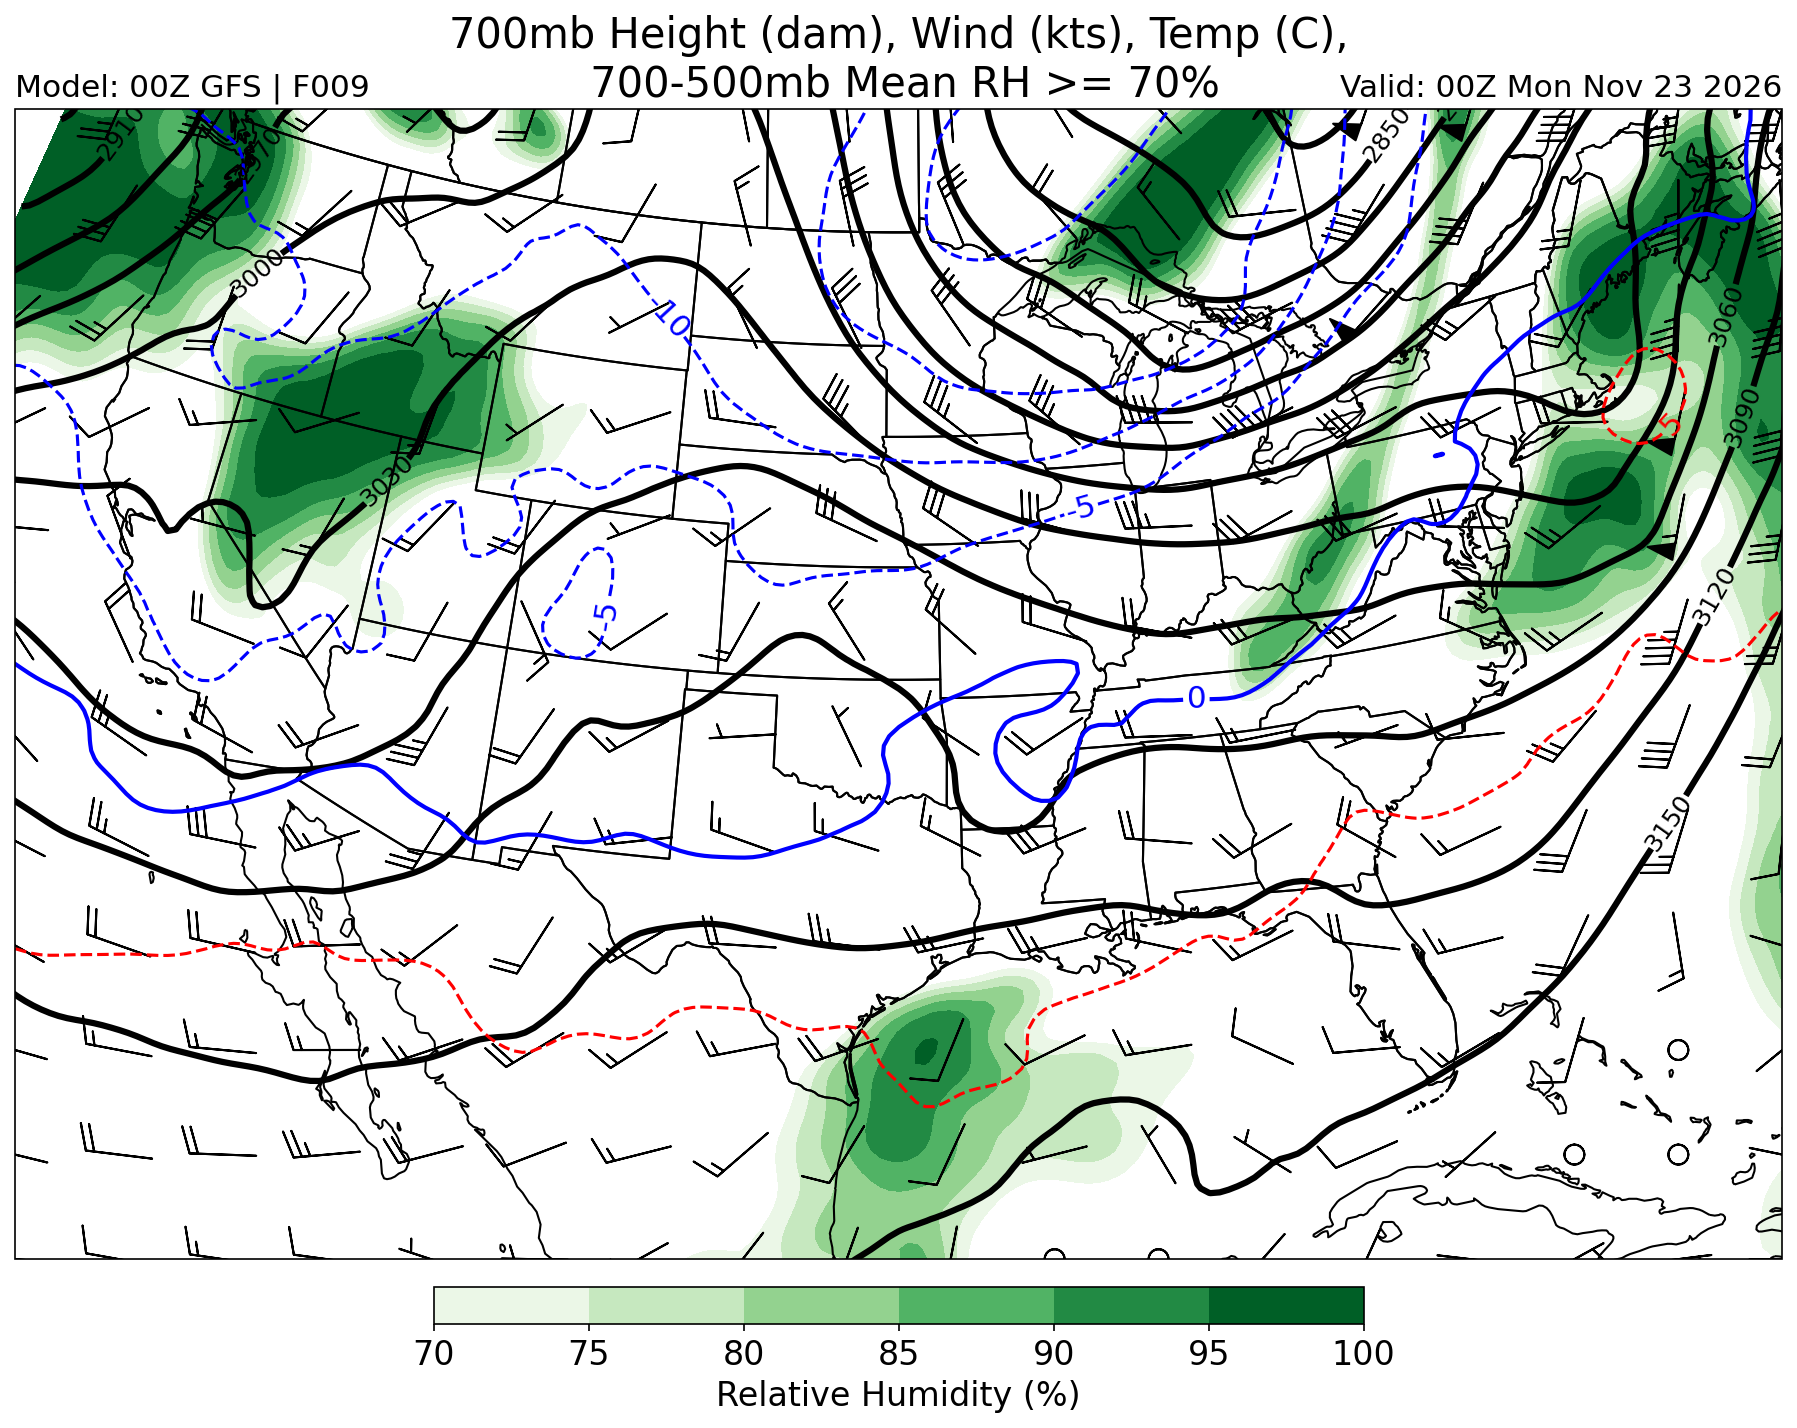 700mb Height (dam), Wind (kts), Temp (C),
700-500mb Mean RH >= 70%
Model: 00Z GFS | F009
Valid: 00Z Mon Nov 23 2026
2910
2970
2850
3000
3060
-10
-5
3090
3030
-5
5
-5
3120
0
3150
70 75 80 85 90 95 100
Relative Humidity (%)